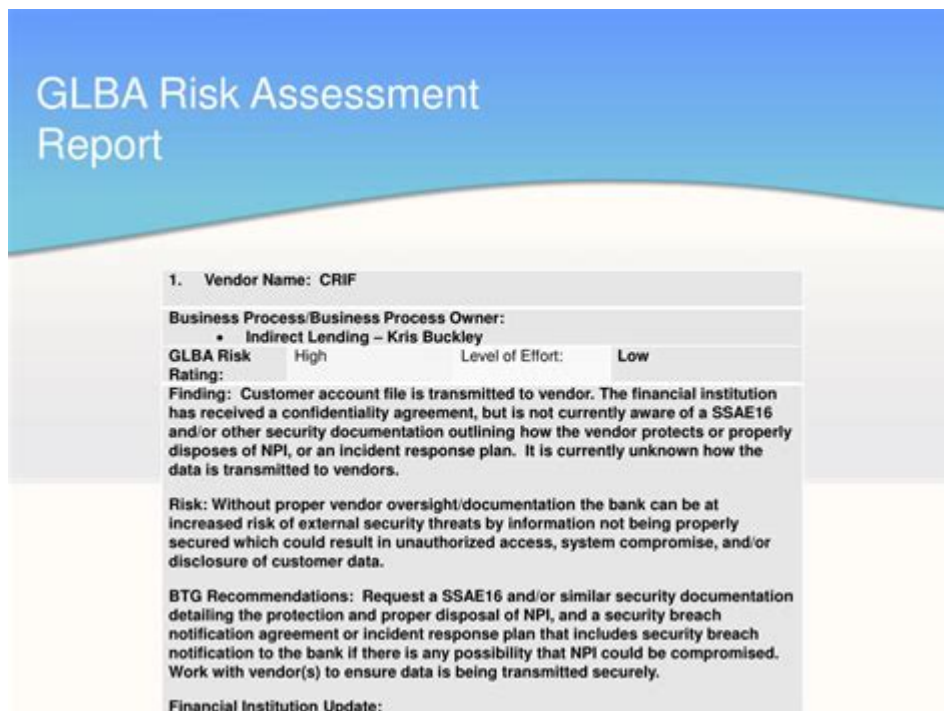 GLBA Risk Assessment
Report
1. Vendor Name: CRIF
Business Process/Business Process Owner:
• Indirect Lending – Kris Buckley
GLBA Risk High Level of Effort: Low
Rating:
Finding: Customer account file is transmitted to vendor. The financial institution
has received a confidentiality agreement, but is not currently aware of a SSAE16
and/or other security documentation outlining how the vendor protects or properly
disposes of NPI, or an incident response plan. It is currently unknown how the
data is transmitted to vendors.
Risk: Without proper vendor oversight/documentation the bank can be at
increased risk of external security threats by information not being properly
secured which could result in unauthorized access, system compromise, and/or
disclosure of customer data.
BTG Recommendations: Request a SSAE16 and/or similar security documentation
detailing the protection and proper disposal of NPI, and a security breach
notification agreement or incident response plan that includes security breach
notification to the bank if there is any possibility that NPI could be compromised.
Work with vendor(s) to ensure data is being transmitted securely.
Financial Institution Update: